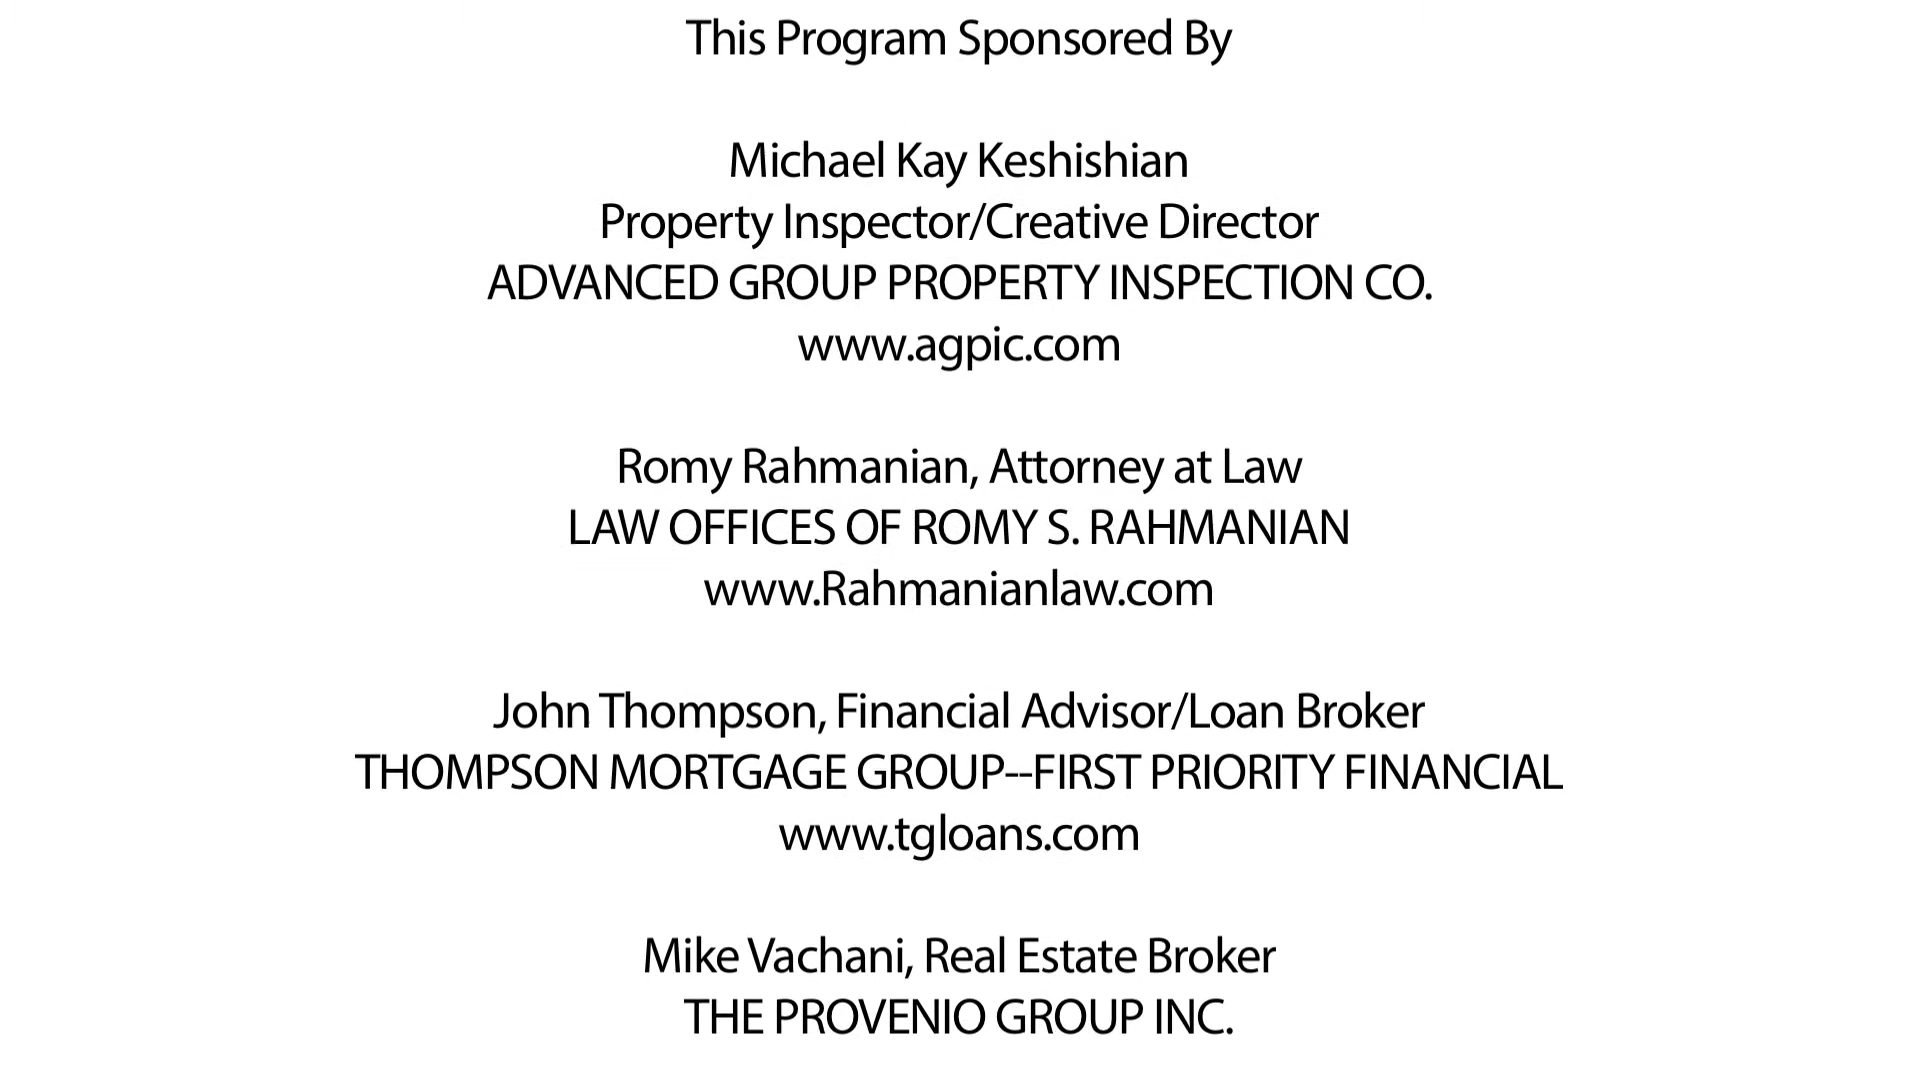 This Program Sponsored By
Michael Kay Keshishian
Property Inspector/Creative Director
ADVANCED GROUP PROPERTY INSPECTION CO.
www.agpic.com
Romy Rahmanian, Attorney at Law
LAW OFFICES OF ROMY S. RAHMANIAN
www.Rahmanianlaw.com
John Thompson, Financial Advisor/Loan Broker
THOMPSON MORTGAGE GROUP--FIRST PRIORITY FINANCIAL
www.tgloans.com
Mike Vachani, Real Estate Broker
THE PROVENIO GROUP INC.